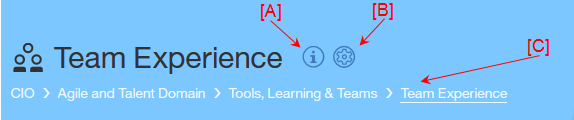 [A]
[B]
[C]
Team Experience
CIO > Agile and Talent Domain > Tools, Learning & Teams > Team Experience